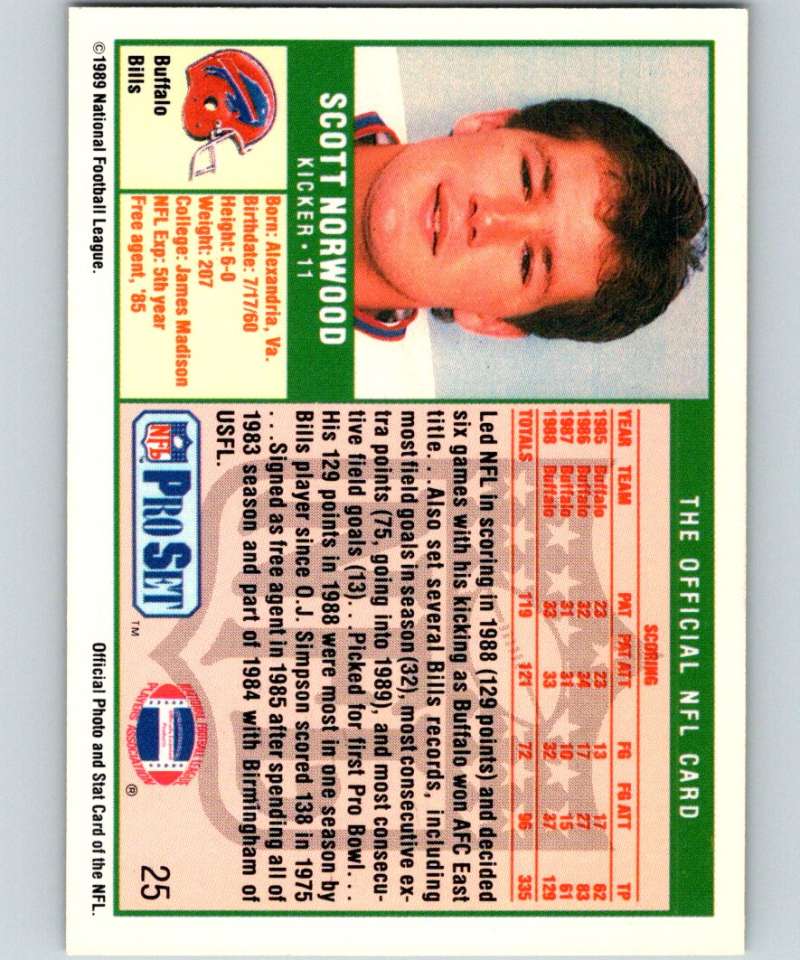 THE OFFICIAL NFL CARD
SCOTT NORWOOD
KICKER • 11
Buffalo
Bills
Born: Alexandria, Va.
Birthdate: 7/17/60
Height: 6-0
Weight: 207
College: James Madison
NFL Exp: 5th year
Free agent, '85
SCORING
YEAR TEAM PAT PAT ATT FG FG ATT TP
1985 Buffalo 23 23 13 17 62
1986 Buffalo 32 34 17 27 83
1987 Buffalo 31 31 10 15 61
1988 Buffalo 33 33 32 37 129
TOTALS 119 121 72 96 335
Led NFL in scoring in 1988 (129 points) and decided
six games with his kicking as Buffalo won AFC East
title. . .Also set several Bills records, including
most field goals in season (32), most consecutive ex-
tra points (75, going into 1989), and most consecu-
tive field goals (13). . .Picked for first Pro Bowl. . .
His 129 points in 1988 were most in one season by
Bills player since O.J. Simpson scored 138 in 1975
. . .Signed as free agent in 1985 after spending all of
1983 season and part of 1984 with Birmingham of
USFL.
NFL PRO SET TM
®
25
©1989 National Football League.
Official Photo and Stat Card of the NFL.